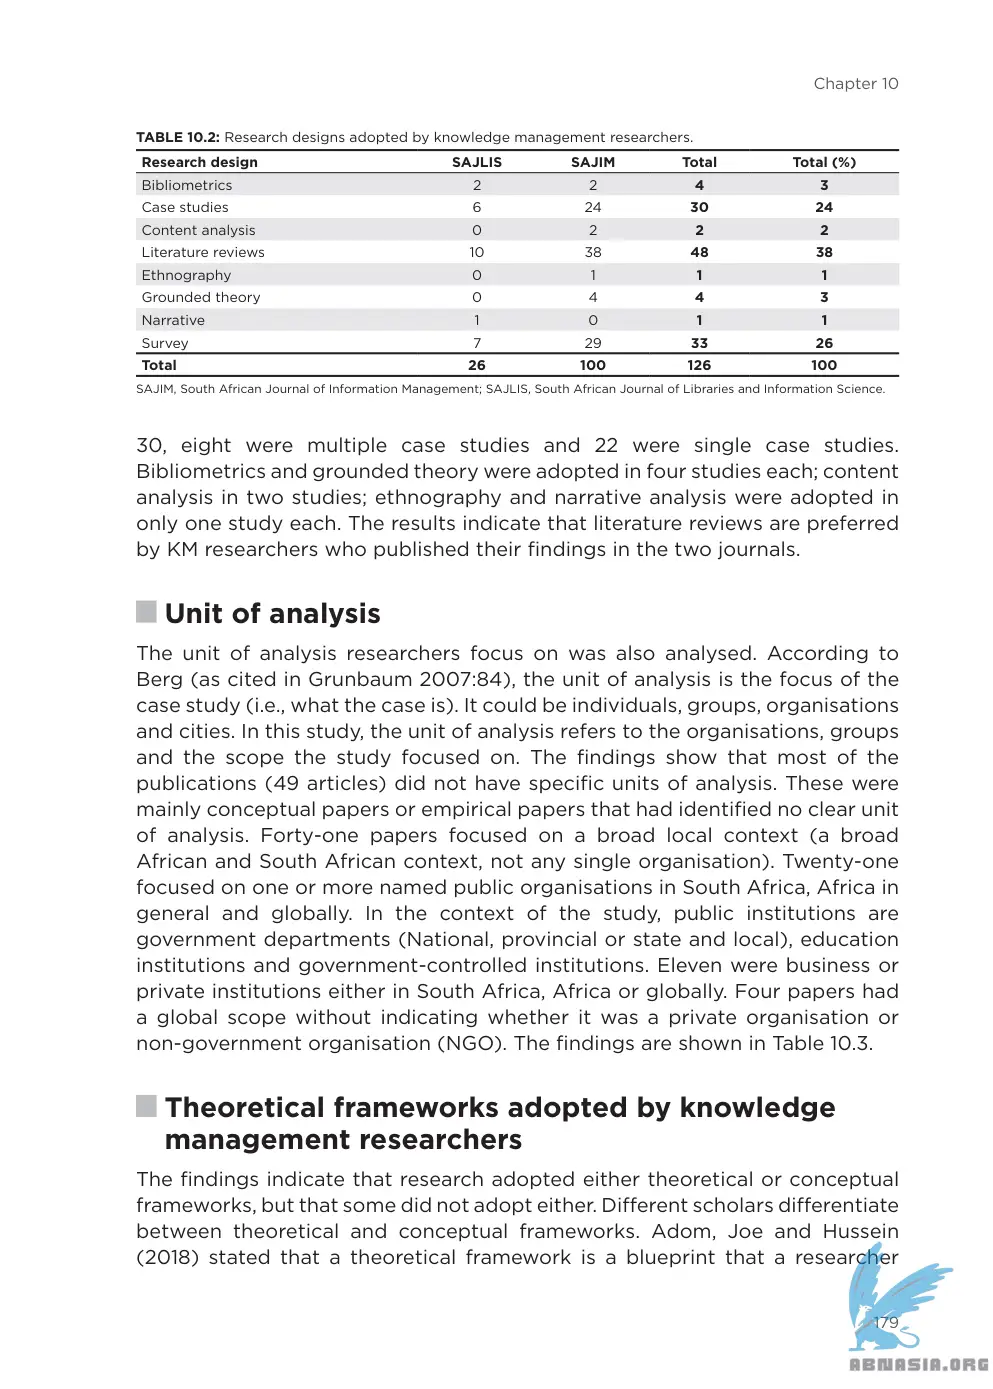 Chapter 10
TABLE 10.2: Research designs adopted by knowledge management researchers.
Research design SAJLIS SAJIM Total Total (%)
Bibliometrics 2 2 4 3
Case studies 6 24 30 24
Content analysis 0 2 2 2
Literature reviews 10 38 48 38
Ethnography 0 1 1 1
Grounded theory 0 4 4 3
Narrative 1 0 1 1
Survey 7 29 33 26
Total 26 100 126 100
SAJIM, South African Journal of Information Management; SAJLIS, South African Journal of Libraries and Information Science.
30, eight were multiple case studies and 22 were single case studies.
Bibliometrics and grounded theory were adopted in four studies each; content
analysis in two studies; ethnography and narrative analysis were adopted in
only one study each. The results indicate that literature reviews are preferred
by KM researchers who published their findings in the two journals.
Unit of analysis
The unit of analysis researchers focus on was also analysed. According to
Berg (as cited in Grunbaum 2007:84), the unit of analysis is the focus of the
case study (i.e., what the case is). It could be individuals, groups, organisations
and cities. In this study, the unit of analysis refers to the organisations, groups
and the scope the study focused on. The findings show that most of the
publications (49 articles) did not have specific units of analysis. These were
mainly conceptual papers or empirical papers that had identified no clear unit
of analysis. Forty-one papers focused on a broad local context (a broad
African and South African context, not any single organisation). Twenty-one
focused on one or more named public organisations in South Africa, Africa in
general and globally. In the context of the study, public institutions are
government departments (National, provincial or state and local), education
institutions and government-controlled institutions. Eleven were business or
private institutions either in South Africa, Africa or globally. Four papers had
a global scope without indicating whether it was a private organisation or
non-government organisation (NGO). The findings are shown in Table 10.3.
Theoretical frameworks adopted by knowledge
management researchers
The findings indicate that research adopted either theoretical or conceptual
frameworks, but that some did not adopt either. Different scholars differentiate
between theoretical and conceptual frameworks. Adom, Joe and Hussein
(2018) stated that a theoretical framework is a blueprint that a researcher
179
ABNASIA.ORG